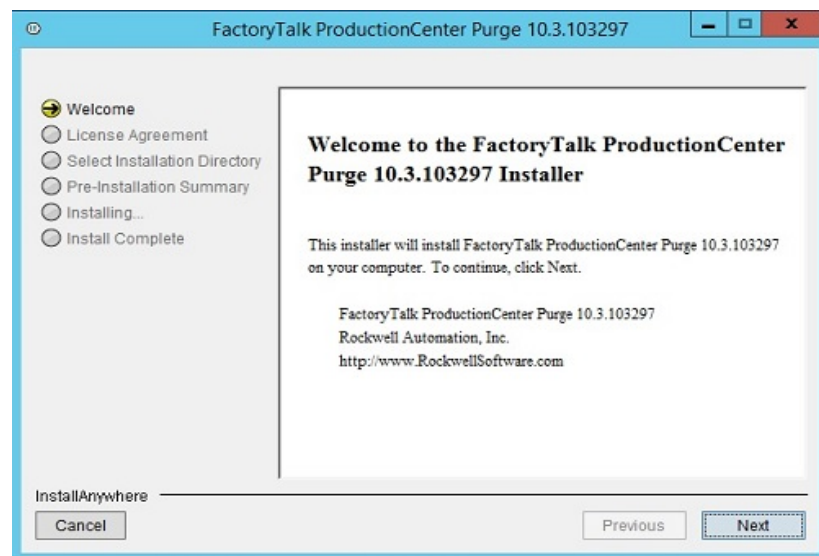 FactoryTalk ProductionCenter Purge 10.3.103297
Welcome
License Agreement
Select Installation Directory
Pre-Installation Summary
Installing...
Install Complete
Welcome to the FactoryTalk ProductionCenter
Purge 10.3.103297 Installer
This installer will install FactoryTalk ProductionCenter Purge 10.3.103297
on your computer. To continue, click Next.
FactoryTalk ProductionCenter Purge 10.3.103297
Rockwell Automation, Inc.
http://www.RockwellSoftware.com
InstallAnywhere
Cancel
Previous
Next